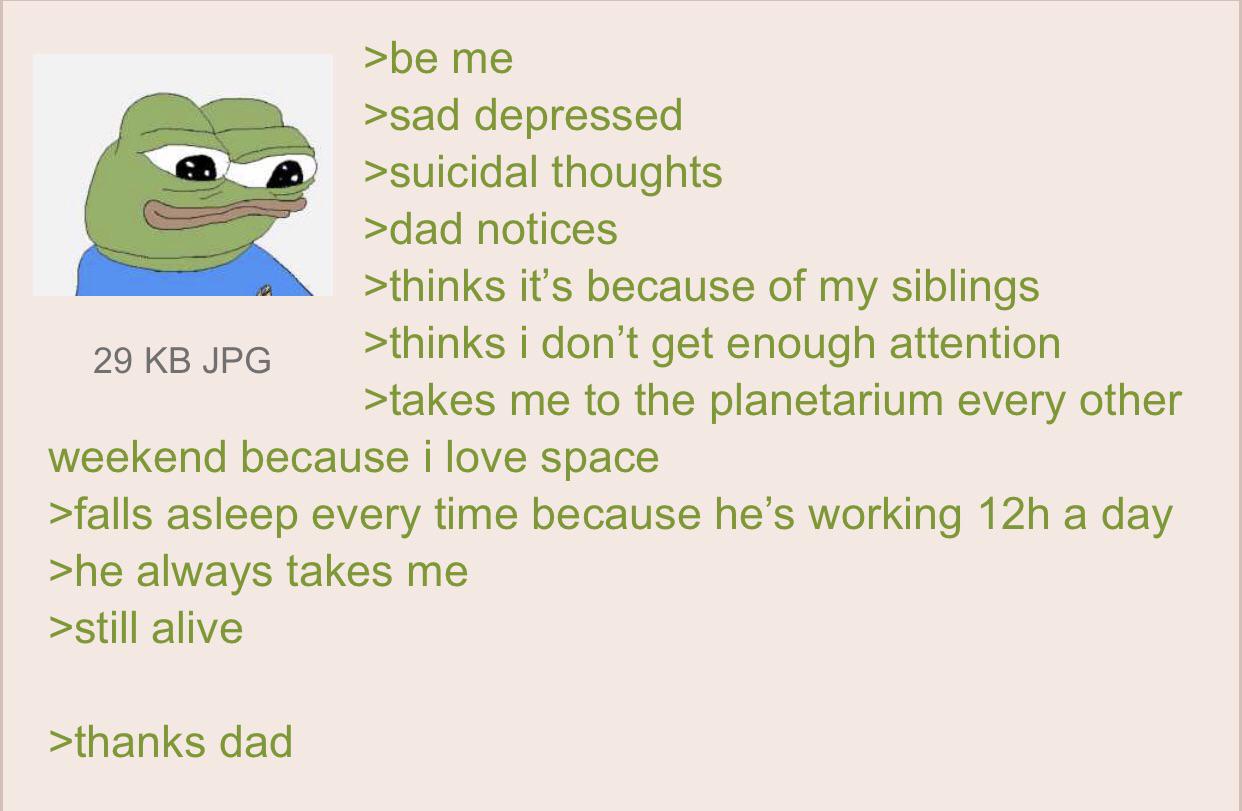 >be me
>sad depressed
>suicidal thoughts
>dad notices
>thinks it’s because of my siblings
>thinks i don’t get enough attention
29 KB JPG
>takes me to the planetarium every other
weekend because i love space
>falls asleep every time because he’s working 12h a day
>he always takes me
>still alive
>thanks dad